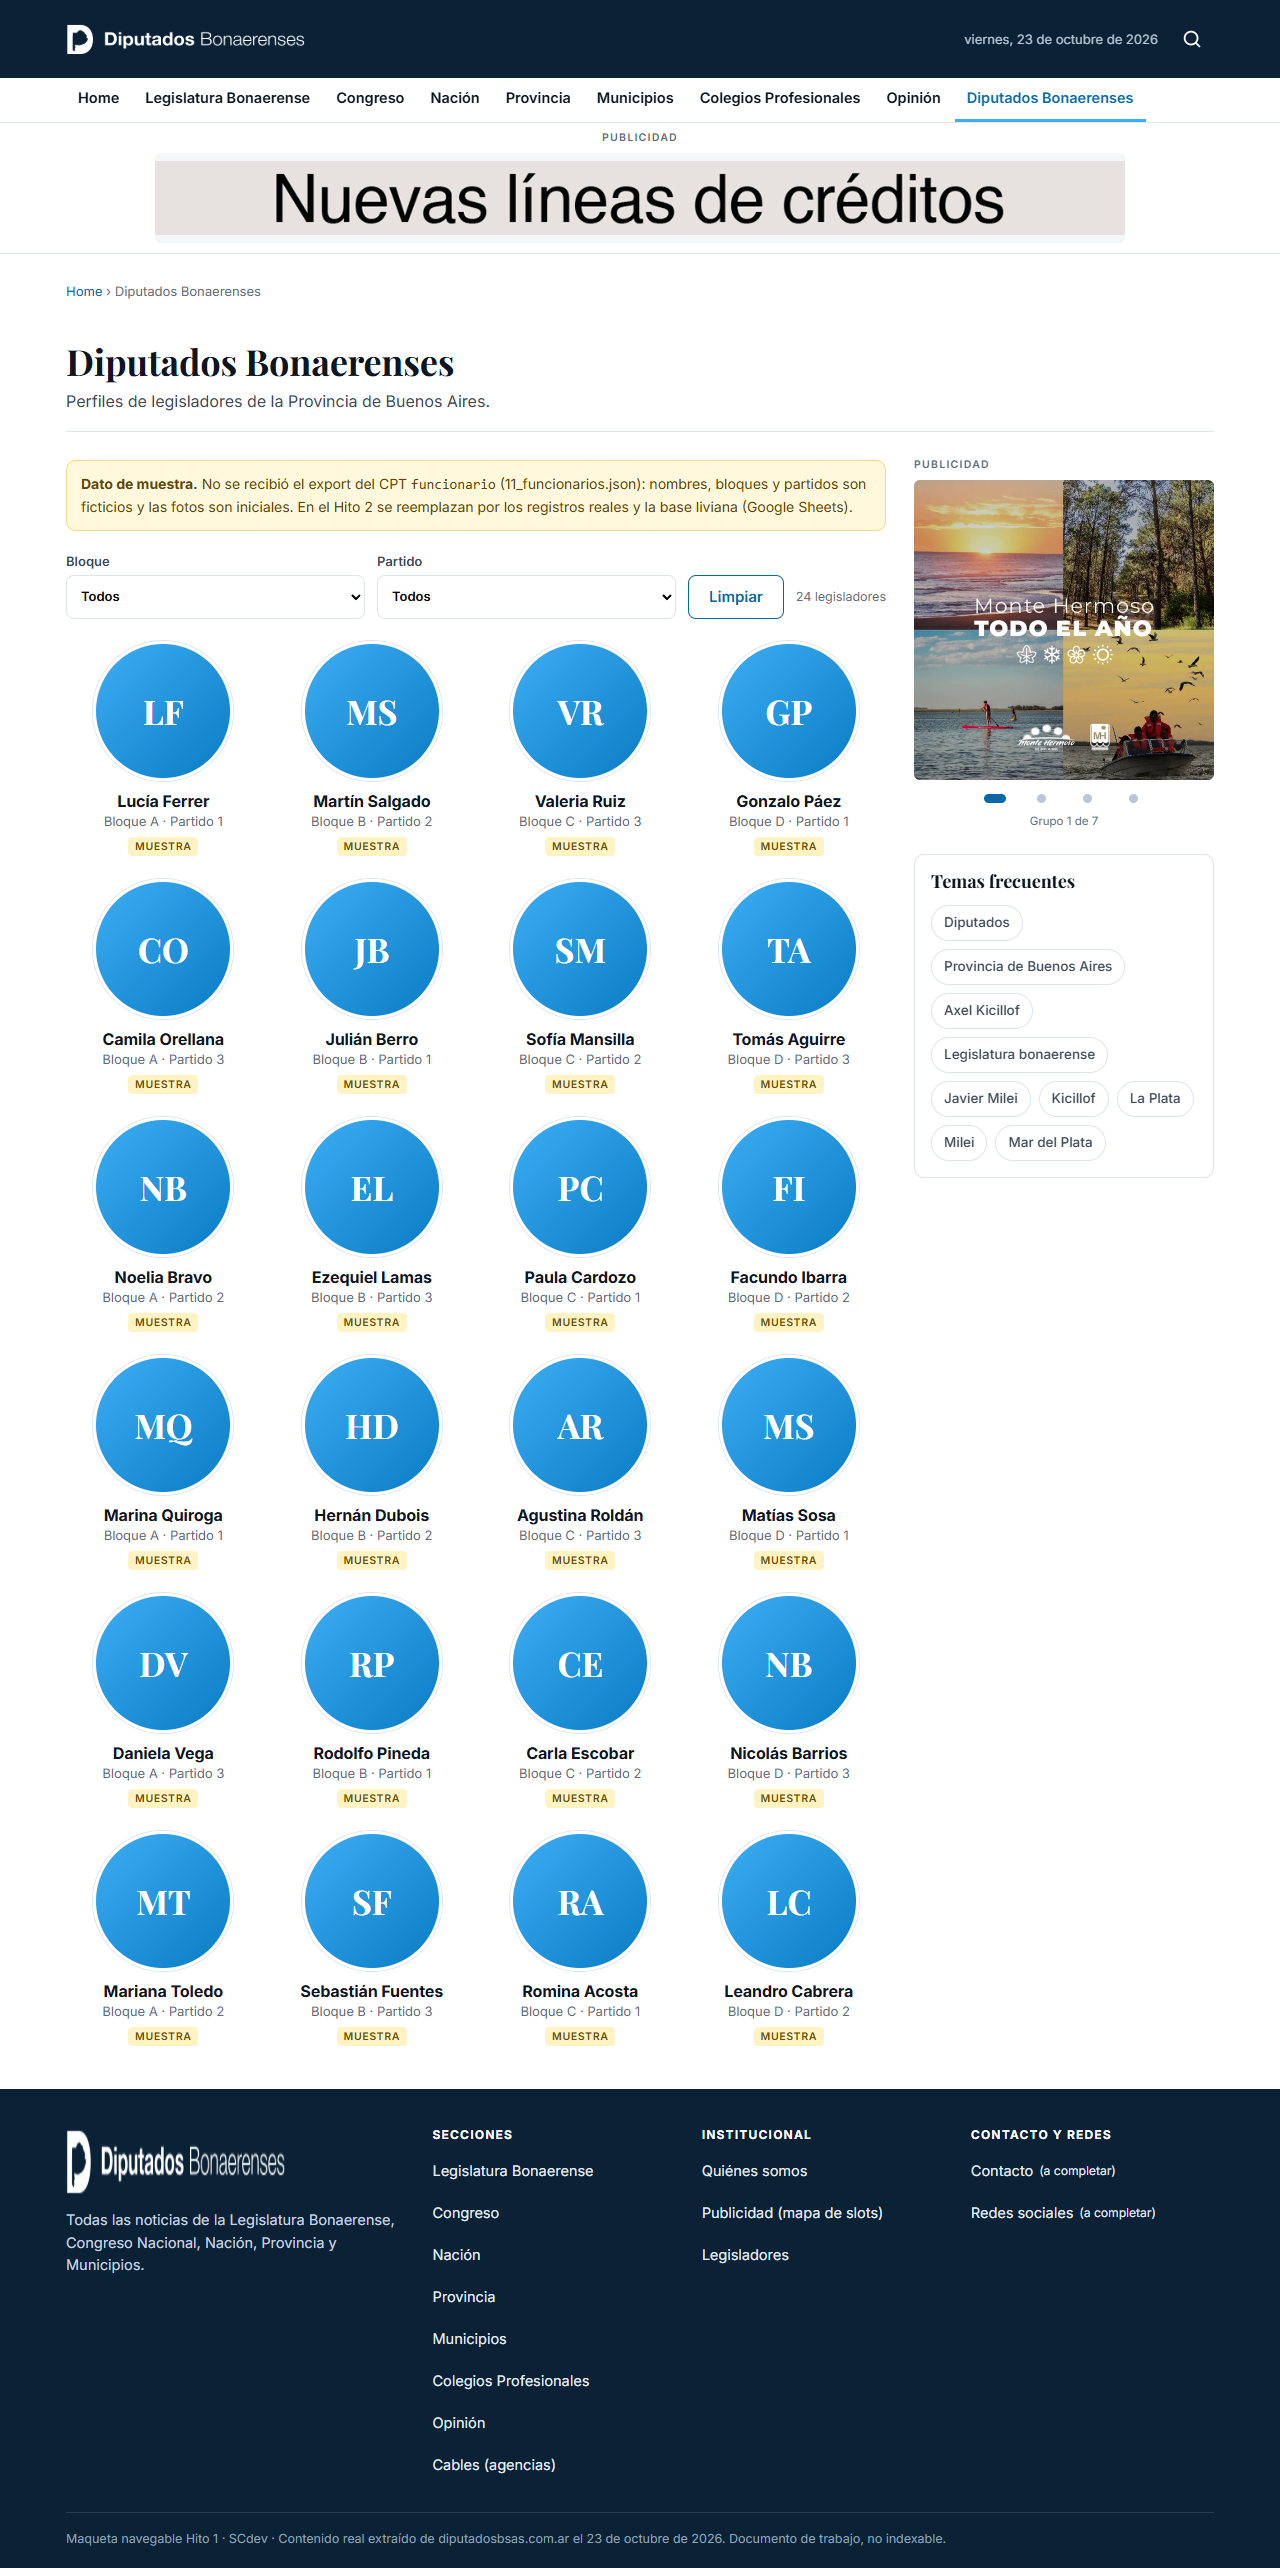 Diputados Bonaerenses
viernes, 23 de octubre de 2026
Home Legislatura Bonaerense Congreso Nación Provincia Municipios Colegios Profesionales Opinión Diputados Bonaerenses
PUBLICIDAD
Nuevas líneas de créditos
Home › Diputados Bonaerenses
Diputados Bonaerenses
Perfiles de legisladores de la Provincia de Buenos Aires.
Dato de muestra. No se recibió el export del CPT funcionario (11_funcionarios.json): nombres, bloques y partidos son
ficticios y las fotos son iniciales. En el Hito 2 se reemplazan por los registros reales y la base liviana (Google Sheets).
Bloque Partido
Todos Todos Limpiar 24 legisladores
LF MS VR GP
Lucía Ferrer Martín Salgado Valeria Ruiz Gonzalo Páez
Bloque A · Partido 1 Bloque B · Partido 2 Bloque C · Partido 3 Bloque D · Partido 1
MUESTRA MUESTRA MUESTRA MUESTRA
CO JB SM TA
Camila Orellana Julián Berro Sofía Mansilla Tomás Aguirre
Bloque A · Partido 3 Bloque B · Partido 1 Bloque C · Partido 2 Bloque D · Partido 3
MUESTRA MUESTRA MUESTRA MUESTRA
NB EL PC FI
Noelia Bravo Ezequiel Lamas Paula Cardozo Facundo Ibarra
Bloque A · Partido 2 Bloque B · Partido 3 Bloque C · Partido 1 Bloque D · Partido 2
MUESTRA MUESTRA MUESTRA MUESTRA
MQ HD AR MS
Marina Quiroga Hernán Dubois Agustina Roldán Matías Sosa
Bloque A · Partido 1 Bloque B · Partido 2 Bloque C · Partido 3 Bloque D · Partido 1
MUESTRA MUESTRA MUESTRA MUESTRA
DV RP CE NB
Daniela Vega Rodolfo Pineda Carla Escobar Nicolás Barrios
Bloque A · Partido 3 Bloque B · Partido 1 Bloque C · Partido 2 Bloque D · Partido 3
MUESTRA MUESTRA MUESTRA MUESTRA
MT SF RA LC
Mariana Toledo Sebastián Fuentes Romina Acosta Leandro Cabrera
Bloque A · Partido 2 Bloque B · Partido 3 Bloque C · Partido 1 Bloque D · Partido 2
MUESTRA MUESTRA MUESTRA MUESTRA
PUBLICIDAD
Monte Hermoso
TODO EL AÑO
Monte Hermoso
MH
Grupo 1 de 7
Temas frecuentes
Diputados
Provincia de Buenos Aires
Axel Kicillof
Legislatura bonaerense
Javier Milei Kicillof La Plata
Milei Mar del Plata
Diputados Bonaerenses
Todas las noticias de la Legislatura Bonaerense,
Congreso Nacional, Nación, Provincia y
Municipios.
SECCIONES
Legislatura Bonaerense
Congreso
Nación
Provincia
Municipios
Colegios Profesionales
Opinión
Cables (agencias)
INSTITUCIONAL
Quiénes somos
Publicidad (mapa de slots)
Legisladores
CONTACTO Y REDES
Contacto (a completar)
Redes sociales (a completar)
Maqueta navegable Hito 1 · SCdev · Contenido real extraído de diputadosbsas.com.ar el 23 de octubre de 2026. Documento de trabajo, no indexable.